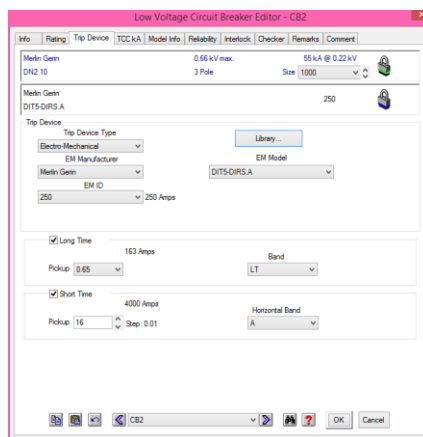 Low Voltage Circuit Breaker Editor - CB2
Info Rating Trip Device TCC kA Model Info Reliability Interlock Checker Remarks Comment
Merlin Gerin 0.66 kV max. 55 kA @ 0.22 kV
DN2 10 3 Pole Size 1000
Merlin Gerin 250
DIT5-DIRS.A
Trip Device
Trip Device Type
Library...
Electro-Mechanical
EM Manufacturer EM Model
Merlin Gerin DIT5-DIRS.A
EM ID
250 250 Amps
Long Time
163 Amps Band
Pickup 0.65 LT
Short Time
4000 Amps Horizontal Band
Pickup 16 Step: 0.01 A
CB2 ? OK Cancel